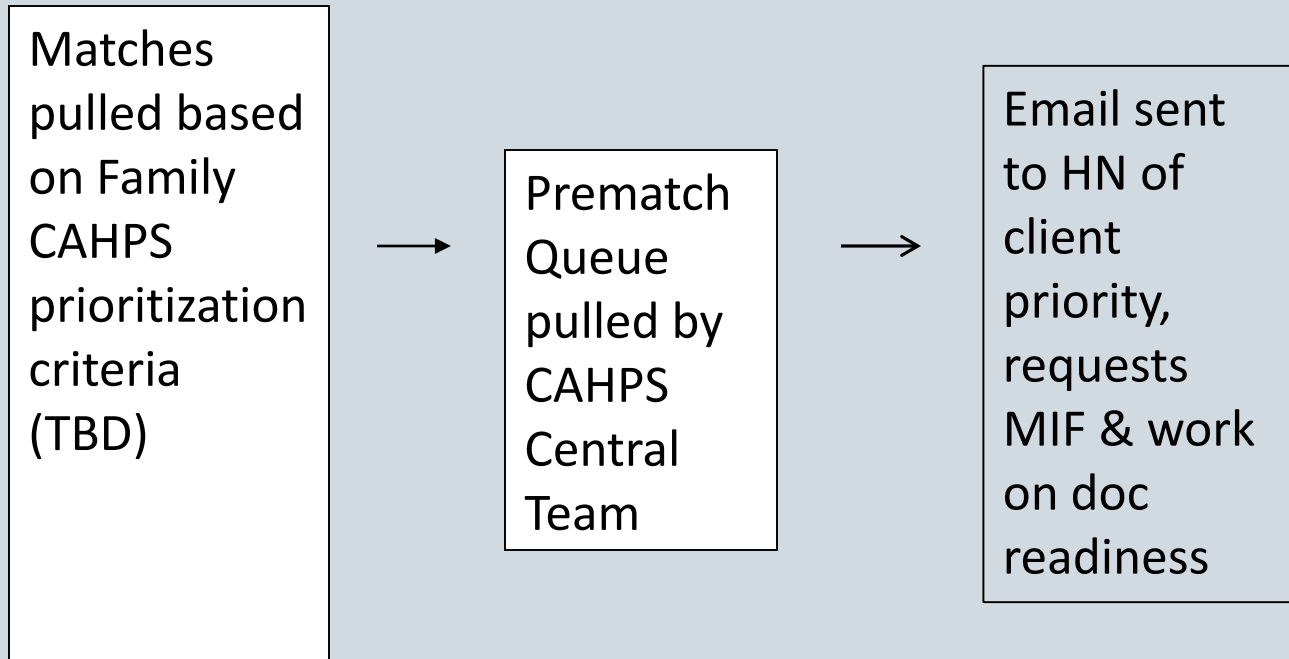 Matches
pulled based
on Family
CAHPS
prioritization
criteria
(TBD)
Prematch
Queue
pulled by
CAHPS
Central
Team
Email sent
to HN of
client
priority,
requests
MIF & work
on doc
readiness